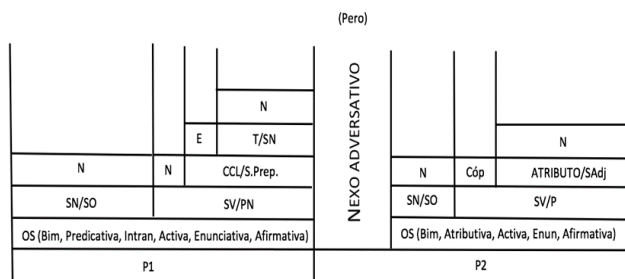 (Pero)
NEXO ADVERSATIVO
N
E T/SN N
N N CCL/S.Prep. N Cóp ATRIBUTO/SAdj
SN/SO SV/PN SN/SO SV/P
OS (Bim, Predicativa, Intran, Activa, Enunciativa, Afirmativa) OS (Bim, Atributiva, Activa, Enun, Afirmativa)
P1 P2